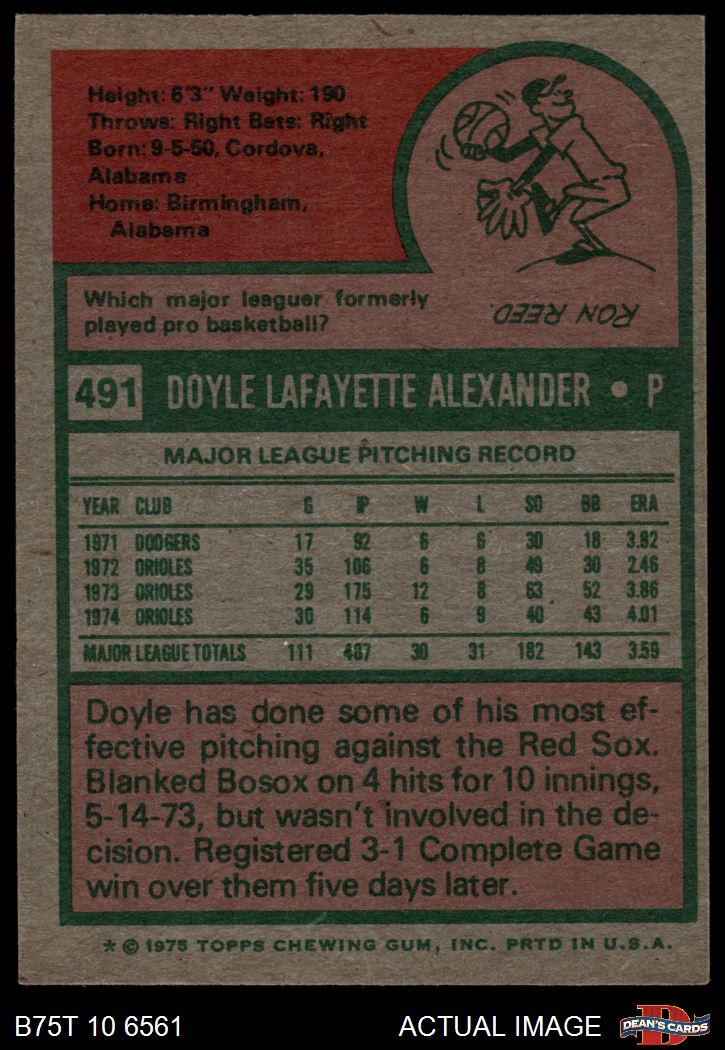 Height: 6'3" Weight: 190
Throws: Right Bats: Right
Born: 9-5-50, Cordova,
Alabama
Home: Birmingham,
Alabama
Which major leaguer formerly
played pro basketball?
RON REED.
491 DOYLE LAFAYETTE ALEXANDER • P
MAJOR LEAGUE PITCHING RECORD
YEAR CLUB G IP W L SO BB ERA
1971 DODGERS 17 92 6 6 30 18 3.82
1972 ORIOLES 35 106 6 8 49 30 2.46
1973 ORIOLES 29 175 12 8 63 52 3.86
1974 ORIOLES 30 114 6 9 40 43 4.01
MAJOR LEAGUE TOTALS 111 487 30 31 182 143 3.59
Doyle has done some of his most ef-
fective pitching against the Red Sox.
Blanked Bosox on 4 hits for 10 innings,
5-14-73, but wasn't involved in the de-
cision. Registered 3-1 Complete Game
win over them five days later.
* © 1975 TOPPS CHEWING GUM, INC. PRTD IN U.S.A.
B75T 10 6561
ACTUAL IMAGE
DEAN'S CARDS